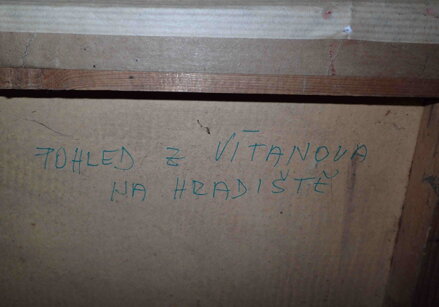 POHLED Z VÍTANOVA
NA HRADIŠTĚ